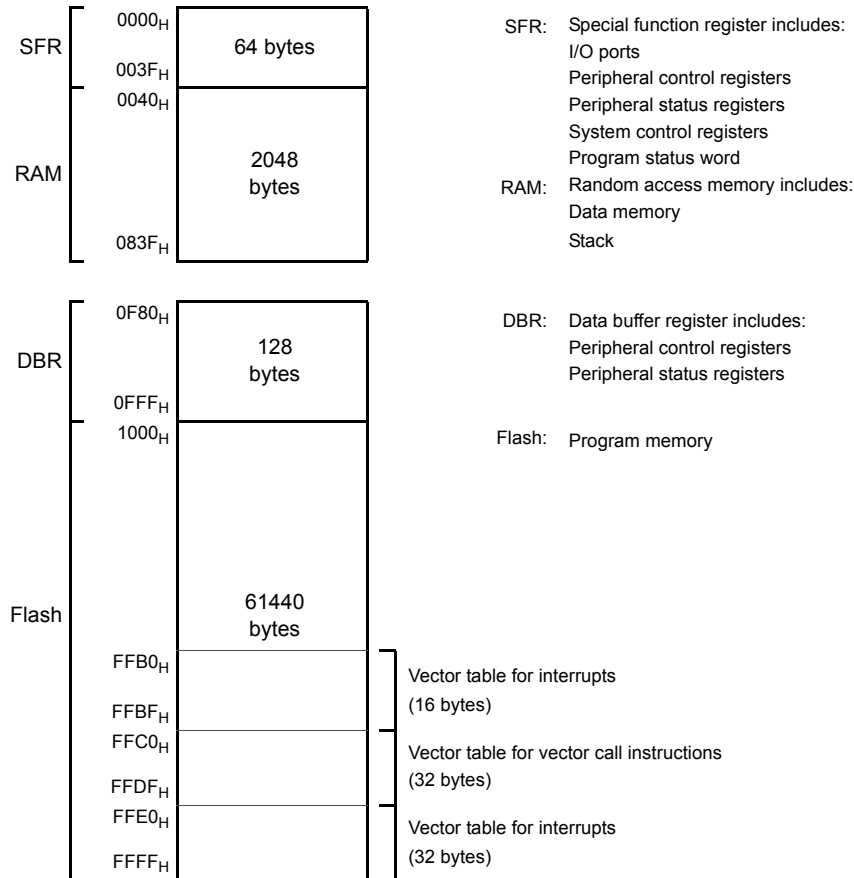 SFR
0000H
64 bytes
003FH
RAM
0040H
2048
bytes
083FH
DBR
0F80H
128
bytes
0FFFH
Flash
1000H
61440
bytes
FFB0H
Vector table for interrupts
(16 bytes)
FFBFH
FFC0H
Vector table for vector call instructions
(32 bytes)
FFDFH
FFE0H
Vector table for interrupts
(32 bytes)
FFFFH
SFR: Special function register includes:
I/O ports
Peripheral control registers
Peripheral status registers
System control registers
Program status word
RAM: Random access memory includes:
Data memory
Stack
DBR: Data buffer register includes:
Peripheral control registers
Peripheral status registers
Flash: Program memory